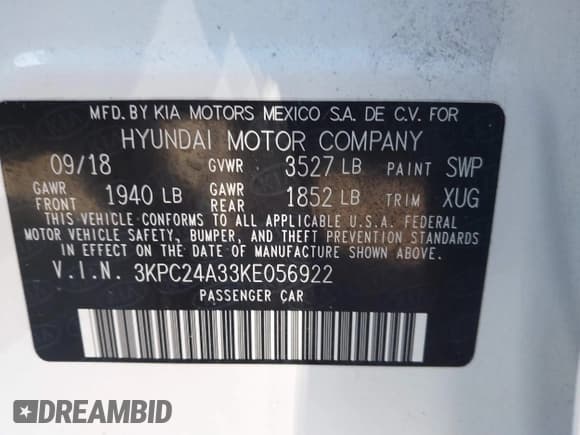 MFD. BY KIA MOTORS MEXICO S.A. DE C.V. FOR
HYUNDAI MOTOR COMPANY
09/18 GVWR 3527 LB PAINT SWP
GAWR FRONT 1940 LB GAWR REAR 1852 LB TRIM XUG
THIS VEHICLE CONFORMS TO ALL APPLICABLE U.S.A. FEDERAL
MOTOR VEHICLE SAFETY, BUMPER, AND THEFT PREVENTION STANDARDS
IN EFFECT ON THE DATE OF MANUFACTURE SHOWN ABOVE.
V.I.N. 3KPC24A33KE056922
PASSENGER CAR
DREAMBID